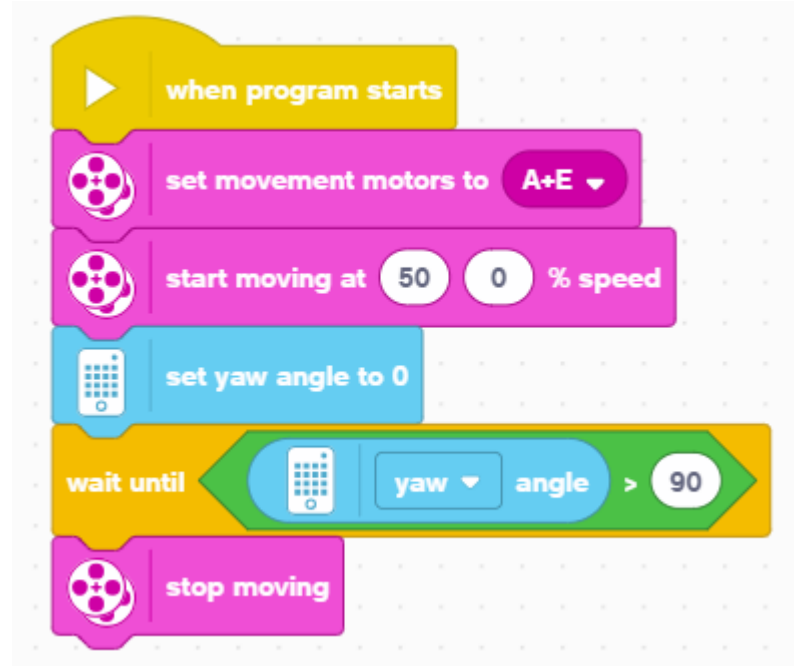 when program starts
set movement motors to A+E
start moving at 50 0 % speed
set yaw angle to 0
wait until yaw angle > 90
stop moving